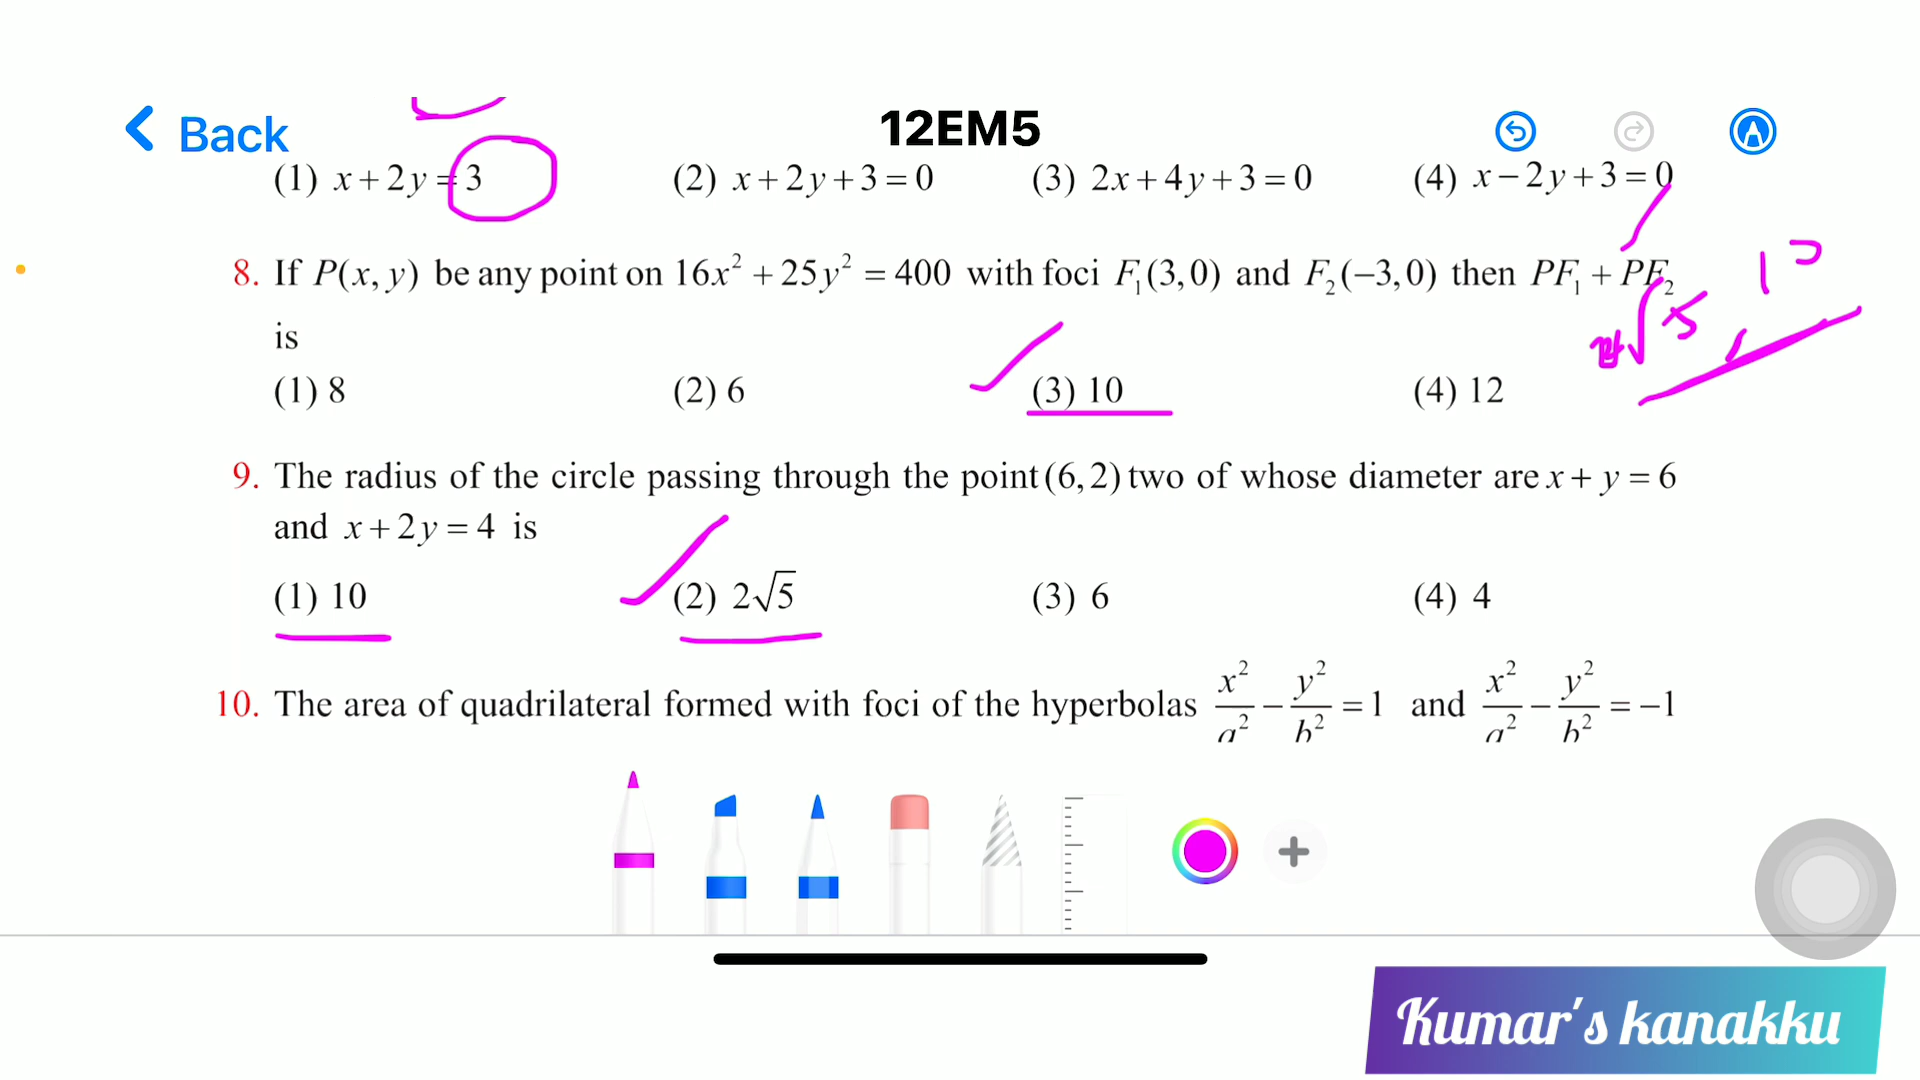 Back
12EM5
(1) x + 2y = 3 (2) x + 2y + 3 = 0 (3) 2x + 4y + 3 = 0 (4) x − 2y + 3 = 0
8. If P(x, y) be any point on 16x² + 25y² = 400 with foci F₁(3, 0) and F₂(−3, 0) then PF₁ + PF₂
is
(1) 8 (2) 6 (3) 10 (4) 12
√5
9. The radius of the circle passing through the point (6, 2) two of whose diameter are x + y = 6
and x + 2y = 4 is
(1) 10 (2) 2√5 (3) 6 (4) 4
10. The area of quadrilateral formed with foci of the hyperbolas x²/a² − y²/b² = 1 and x²/a² − y²/b² = −1
Kumar's kanakku